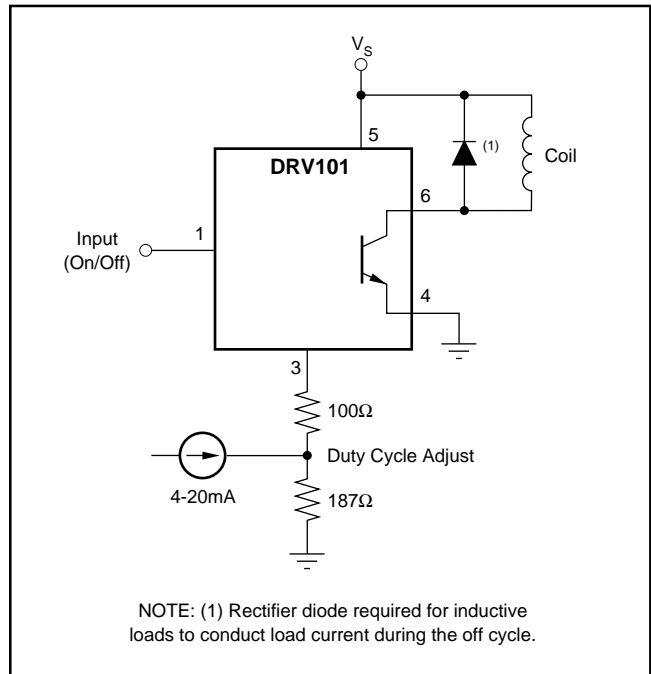 V_S
5
DRV101
(1)
Coil
6
Input
(On/Off)
1
4
3
100Ω
Duty Cycle Adjust
4-20mA
187Ω
NOTE: (1) Rectifier diode required for inductive
loads to conduct load current during the off cycle.